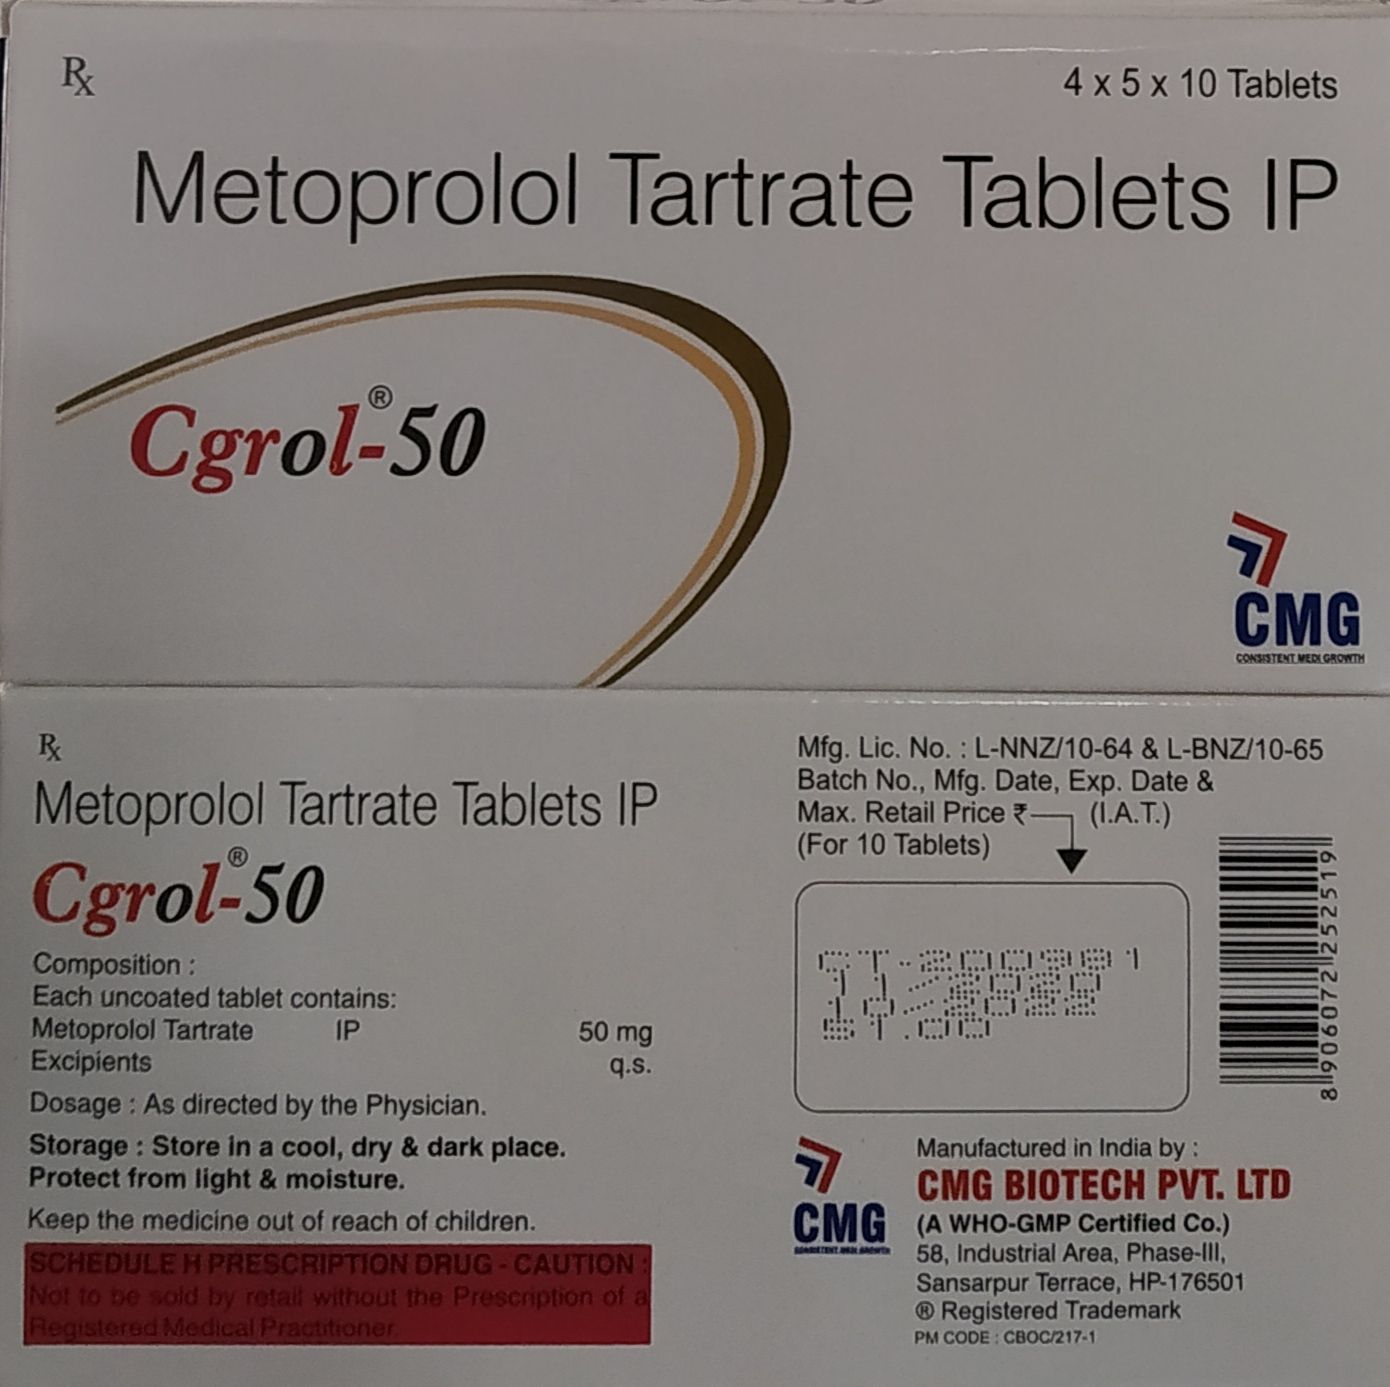 Rx
4 x 5 x 10 Tablets
Metoprolol Tartrate Tablets IP
Cgrol®-50
CMG
CONSISTENT MEDI GROWTH
Rx
Metoprolol Tartrate Tablets IP
Cgrol®-50
Composition :
Each uncoated tablet contains:
Metoprolol Tartrate IP 50 mg
Excipients q.s.
Dosage : As directed by the Physician.
Storage : Store in a cool, dry & dark place.
Protect from light & moisture.
Keep the medicine out of reach of children.
SCHEDULE H PRESCRIPTION DRUG - CAUTION :
Not to be sold by retail without the Prescription of a
Registered Medical Practitioner.
Mfg. Lic. No. : L-NNZ/10-64 & L-BNZ/10-65
Batch No., Mfg. Date, Exp. Date &
Max. Retail Price ₹ (I.A.T.)
(For 10 Tablets)
8 906072 252519
CMG
CONSISTENT MEDI GROWTH
Manufactured in India by :
CMG BIOTECH PVT. LTD
(A WHO-GMP Certified Co.)
58, Industrial Area, Phase-III,
Sansarpur Terrace, HP-176501
® Registered Trademark
PM CODE : CBOC/217-1